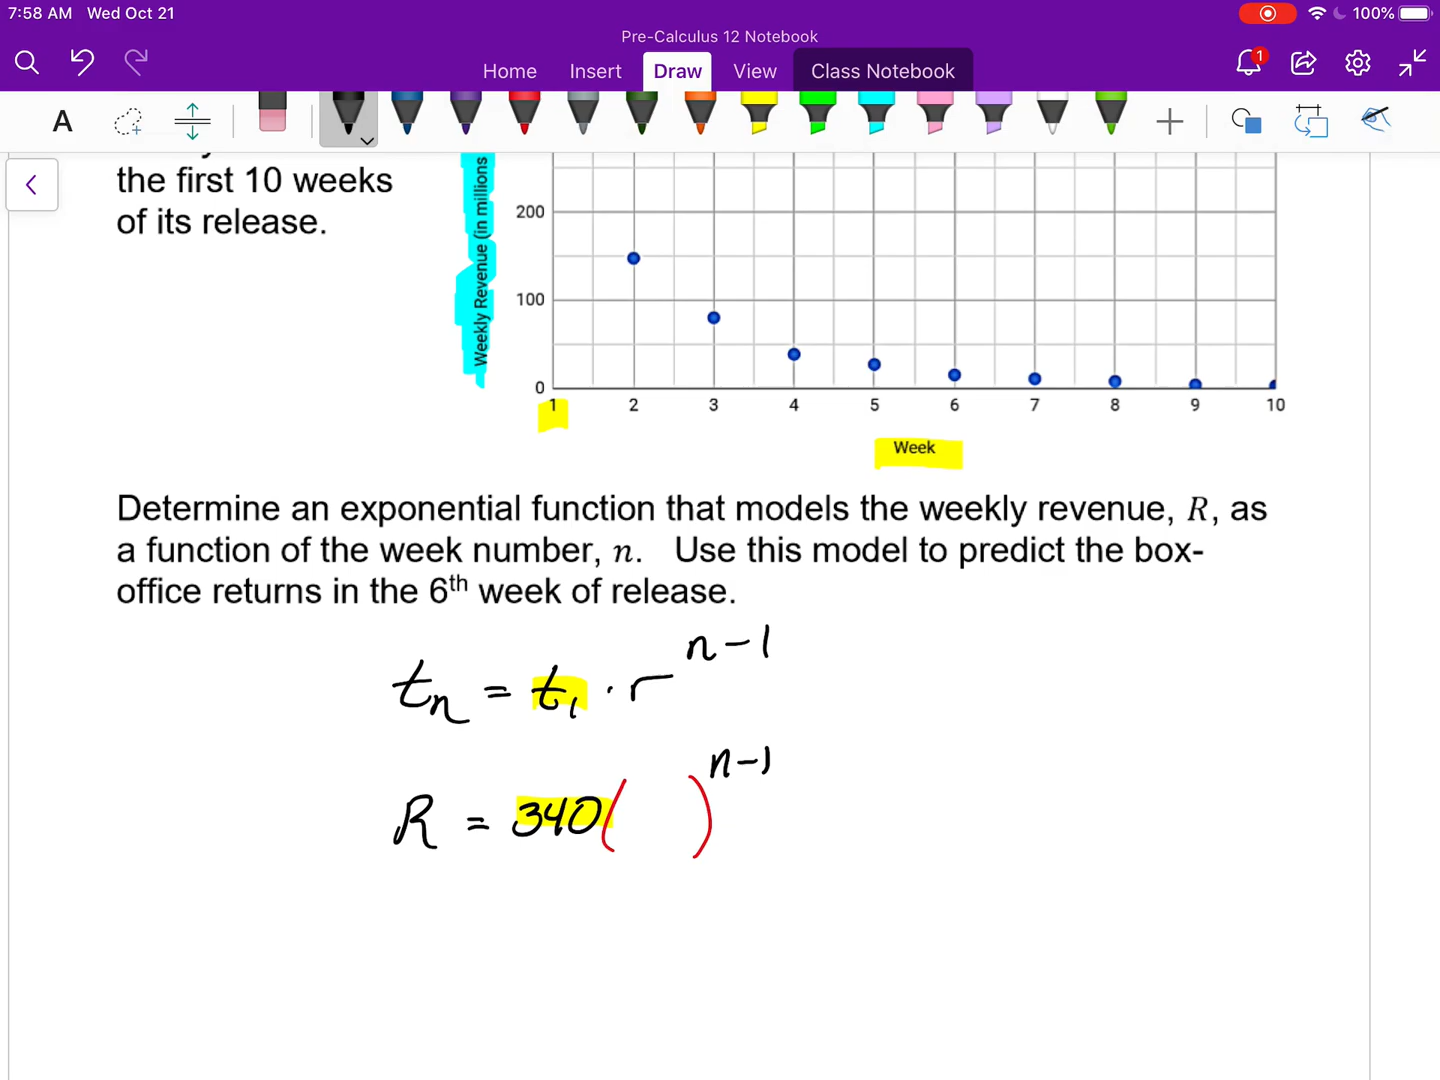 7:58 AM Wed Oct 21
100%
Pre-Calculus 12 Notebook
Home Insert Draw View Class Notebook
1
A
the first 10 weeks
of its release.
Weekly Revenue (in millions
200
100
0
1 2 3 4 5 6 7 8 9 10
Week
Determine an exponential function that models the weekly revenue, R, as
a function of the week number, n. Use this model to predict the box-
office returns in the 6th week of release.
tn = t1 · r^n-1
R = 340( )^n-1